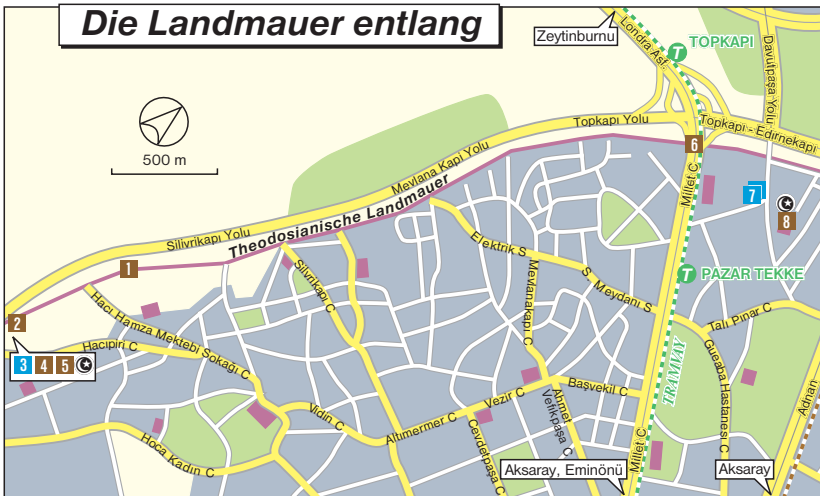 Die Landmauer entlang
Zeytinburnu
Londra Asf.
T
TOPKAPI
Davutpaşa Yolu
500 m
Topkapı Yolu
Topkapı - Edirnekapı
6
Mevlana Kapı Yolu
Millet C
7
8
Silivrikapı Yolu
Theodosianische Landmauer
Elektrik S
Mevlanakapı C
S. Meydanı S
T
PAZAR TEKKE
1
Silvrikapı C
2
Hacı Hamza Mektebi Sokağı C
Hacıpiri C
3 4 5
Talı Pınar C
Gueaba Hastanesi C
TRAMVAY
Başvekil C
Vezir C
Ahmet Vefikpaşa C
Adnan
Vidin C
Altımermer C
Cevdetpaşa C
Hoca Kadın C
Millet C
Aksaray, Eminönü
Aksaray